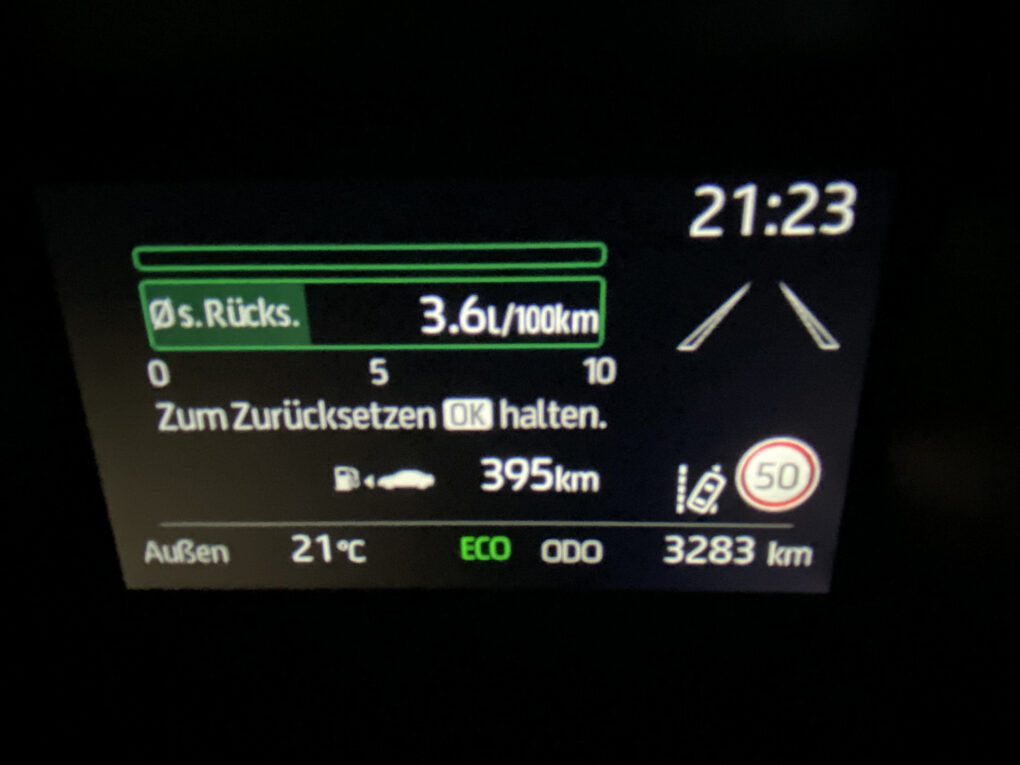 21:23
Ø s. Rücks. 3.6L/100km
0 5 10
Zum Zurücksetzen OK halten.
395km
50
Außen 21°C ECO ODO 3283 km